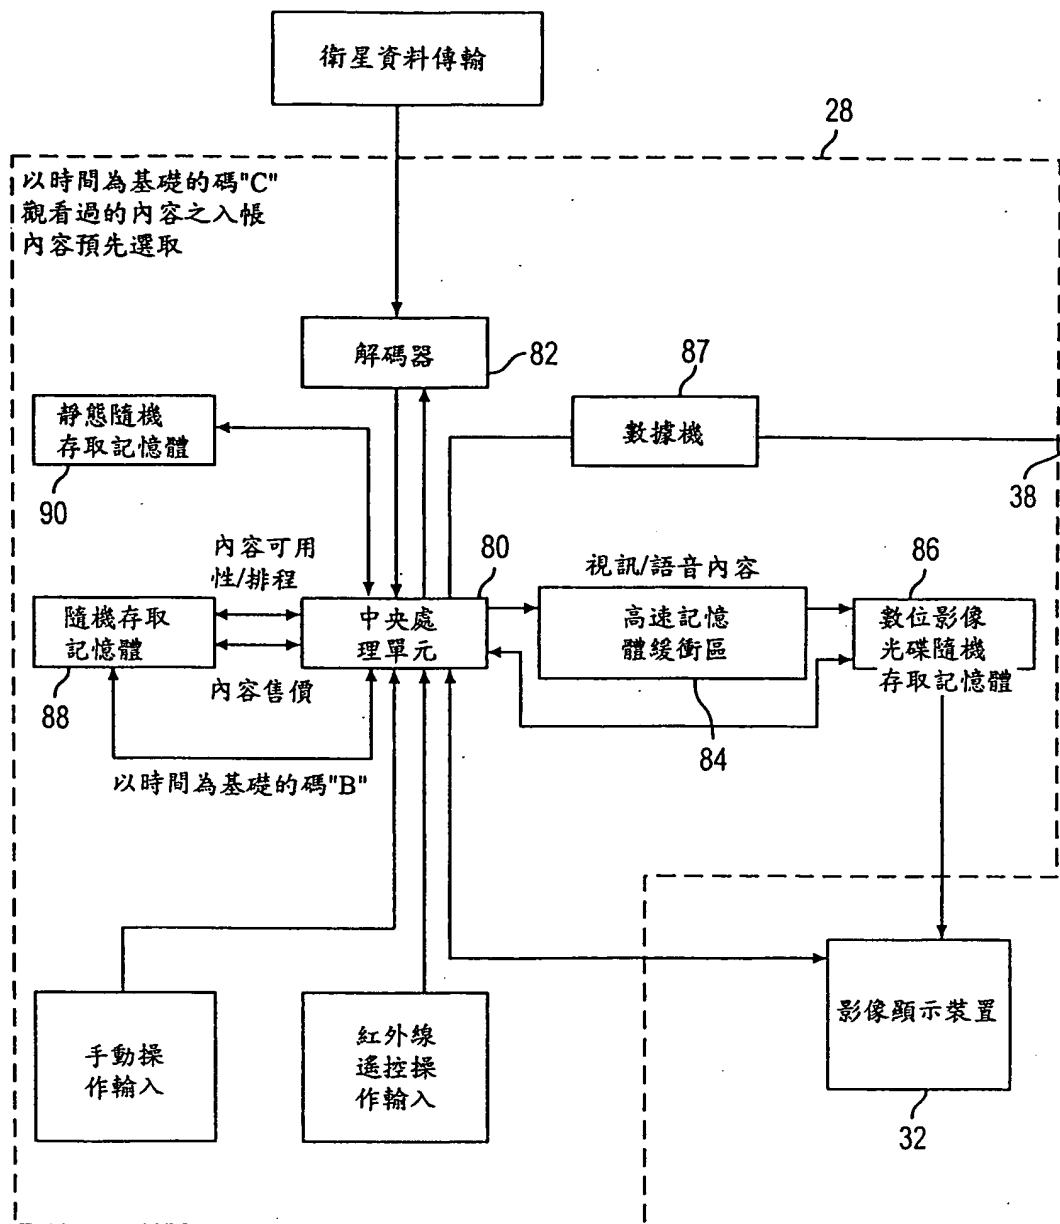 衛星資料傳輸
28
以時間為基礎的碼"C"
觀看過的內容之入帳
內容預先選取
解碼器
82
87
數據機
靜態隨機
存取記憶體
90
38
內容可用
性/排程
80
視訊/語音內容
86
隨機存取
記憶體
中央處
理單元
高速記憶
體緩衝區
數位影像
光碟隨機
存取記憶體
88
內容售價
84
以時間為基礎的碼"B"
手動操
作輸入
紅外線
遙控操
作輸入
影像顯示裝置
32